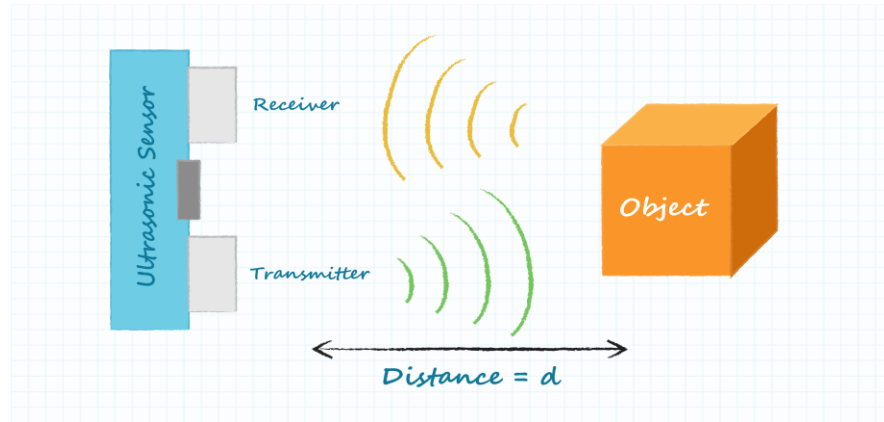 Ultrasonic Sensor
Receiver
Object
Transmitter
Distance = d